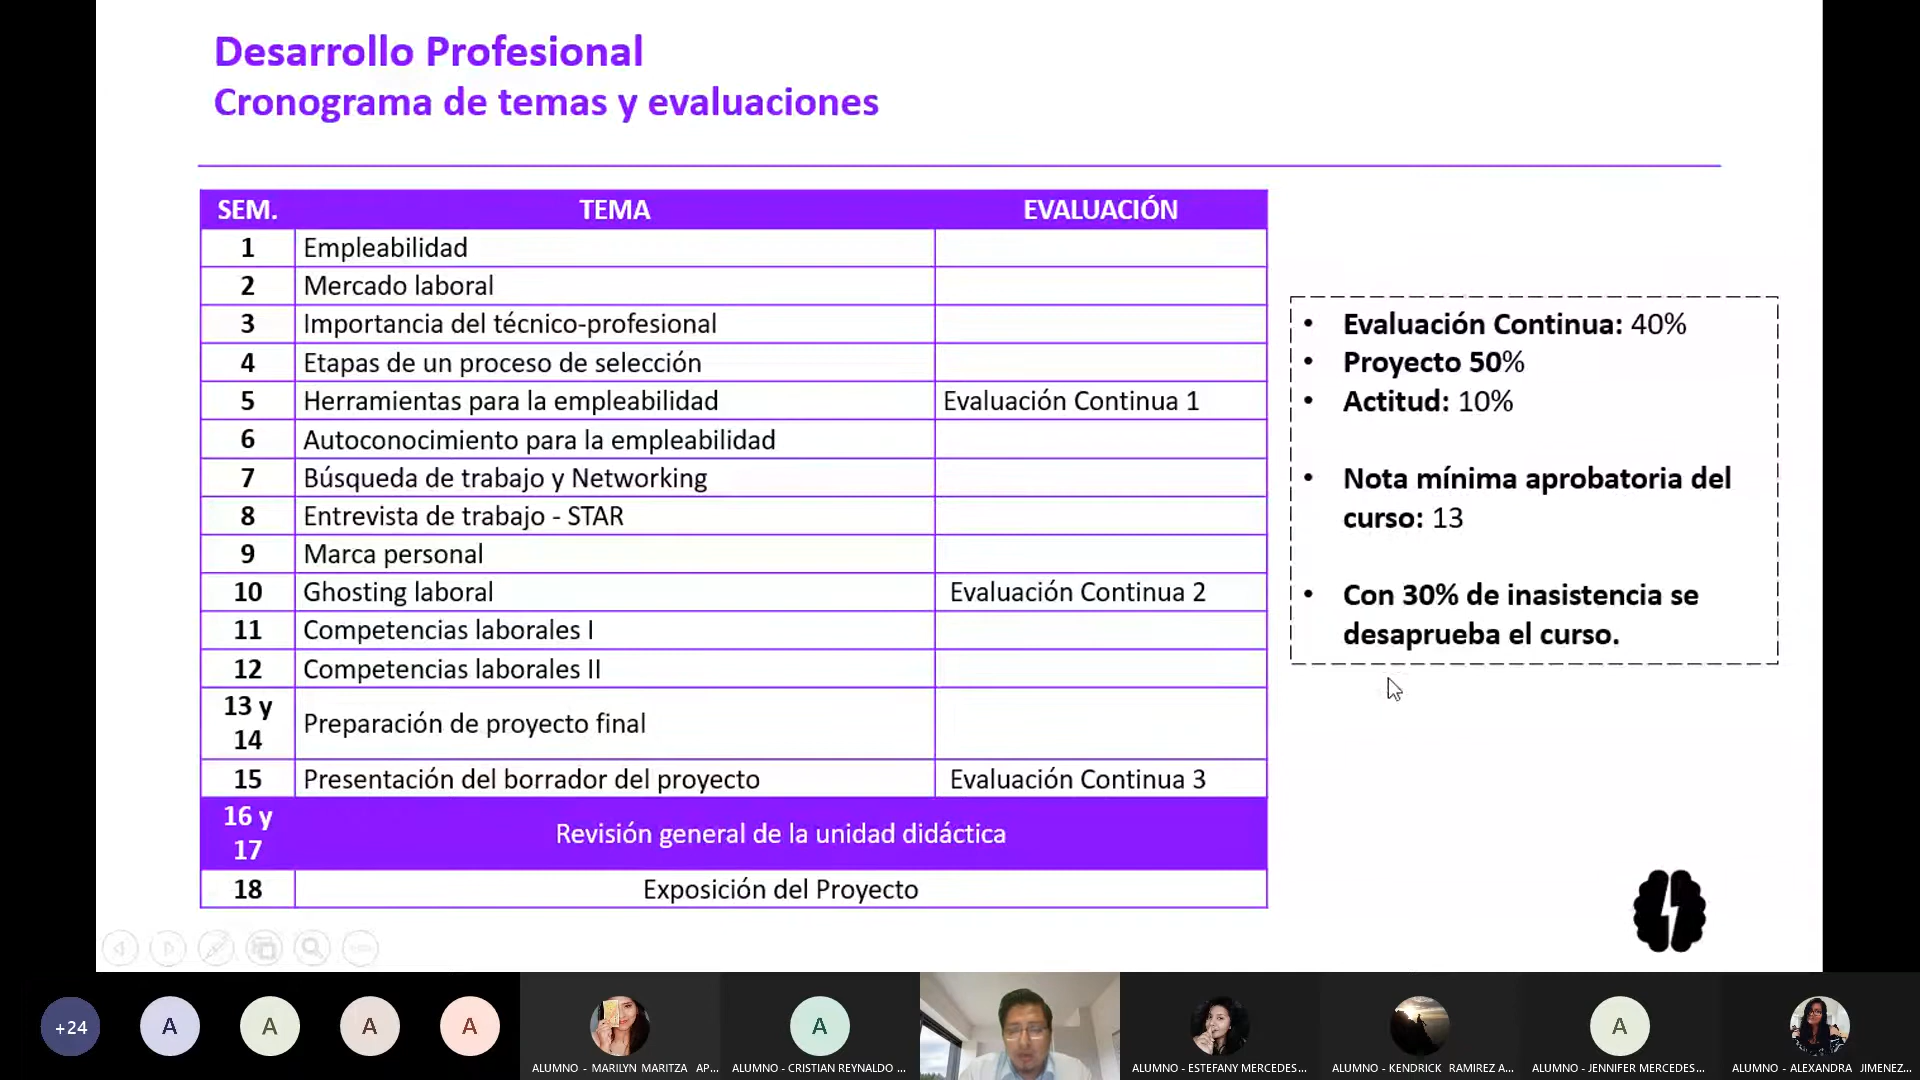 Desarrollo Profesional
Cronograma de temas y evaluaciones
SEM. TEMA EVALUACIÓN
1 Empleabilidad
2 Mercado laboral
3 Importancia del técnico-profesional
4 Etapas de un proceso de selección
5 Herramientas para la empleabilidad Evaluación Continua 1
6 Autoconocimiento para la empleabilidad
7 Búsqueda de trabajo y Networking
8 Entrevista de trabajo - STAR
9 Marca personal
10 Ghosting laboral Evaluación Continua 2
11 Competencias laborales I
12 Competencias laborales II
13 y
14 Preparación de proyecto final
15 Presentación del borrador del proyecto Evaluación Continua 3
16 y
17 Revisión general de la unidad didáctica
18 Exposición del Proyecto
• Evaluación Continua: 40%
• Proyecto 50%
• Actitud: 10%
• Nota mínima aprobatoria del
curso: 13
• Con 30% de inasistencia se
desaprueba el curso.
+24
A
A
A
A
A
A
ALUMNO - MARILYN MARITZA AP...
ALUMNO - CRISTIAN REYNALDO ...
ALUMNO - ESTEFANY MERCEDES...
ALUMNO - KENDRICK RAMIREZ A...
ALUMNO - JENNIFER MERCEDES...
ALUMNO - ALEXANDRA JIMENEZ...